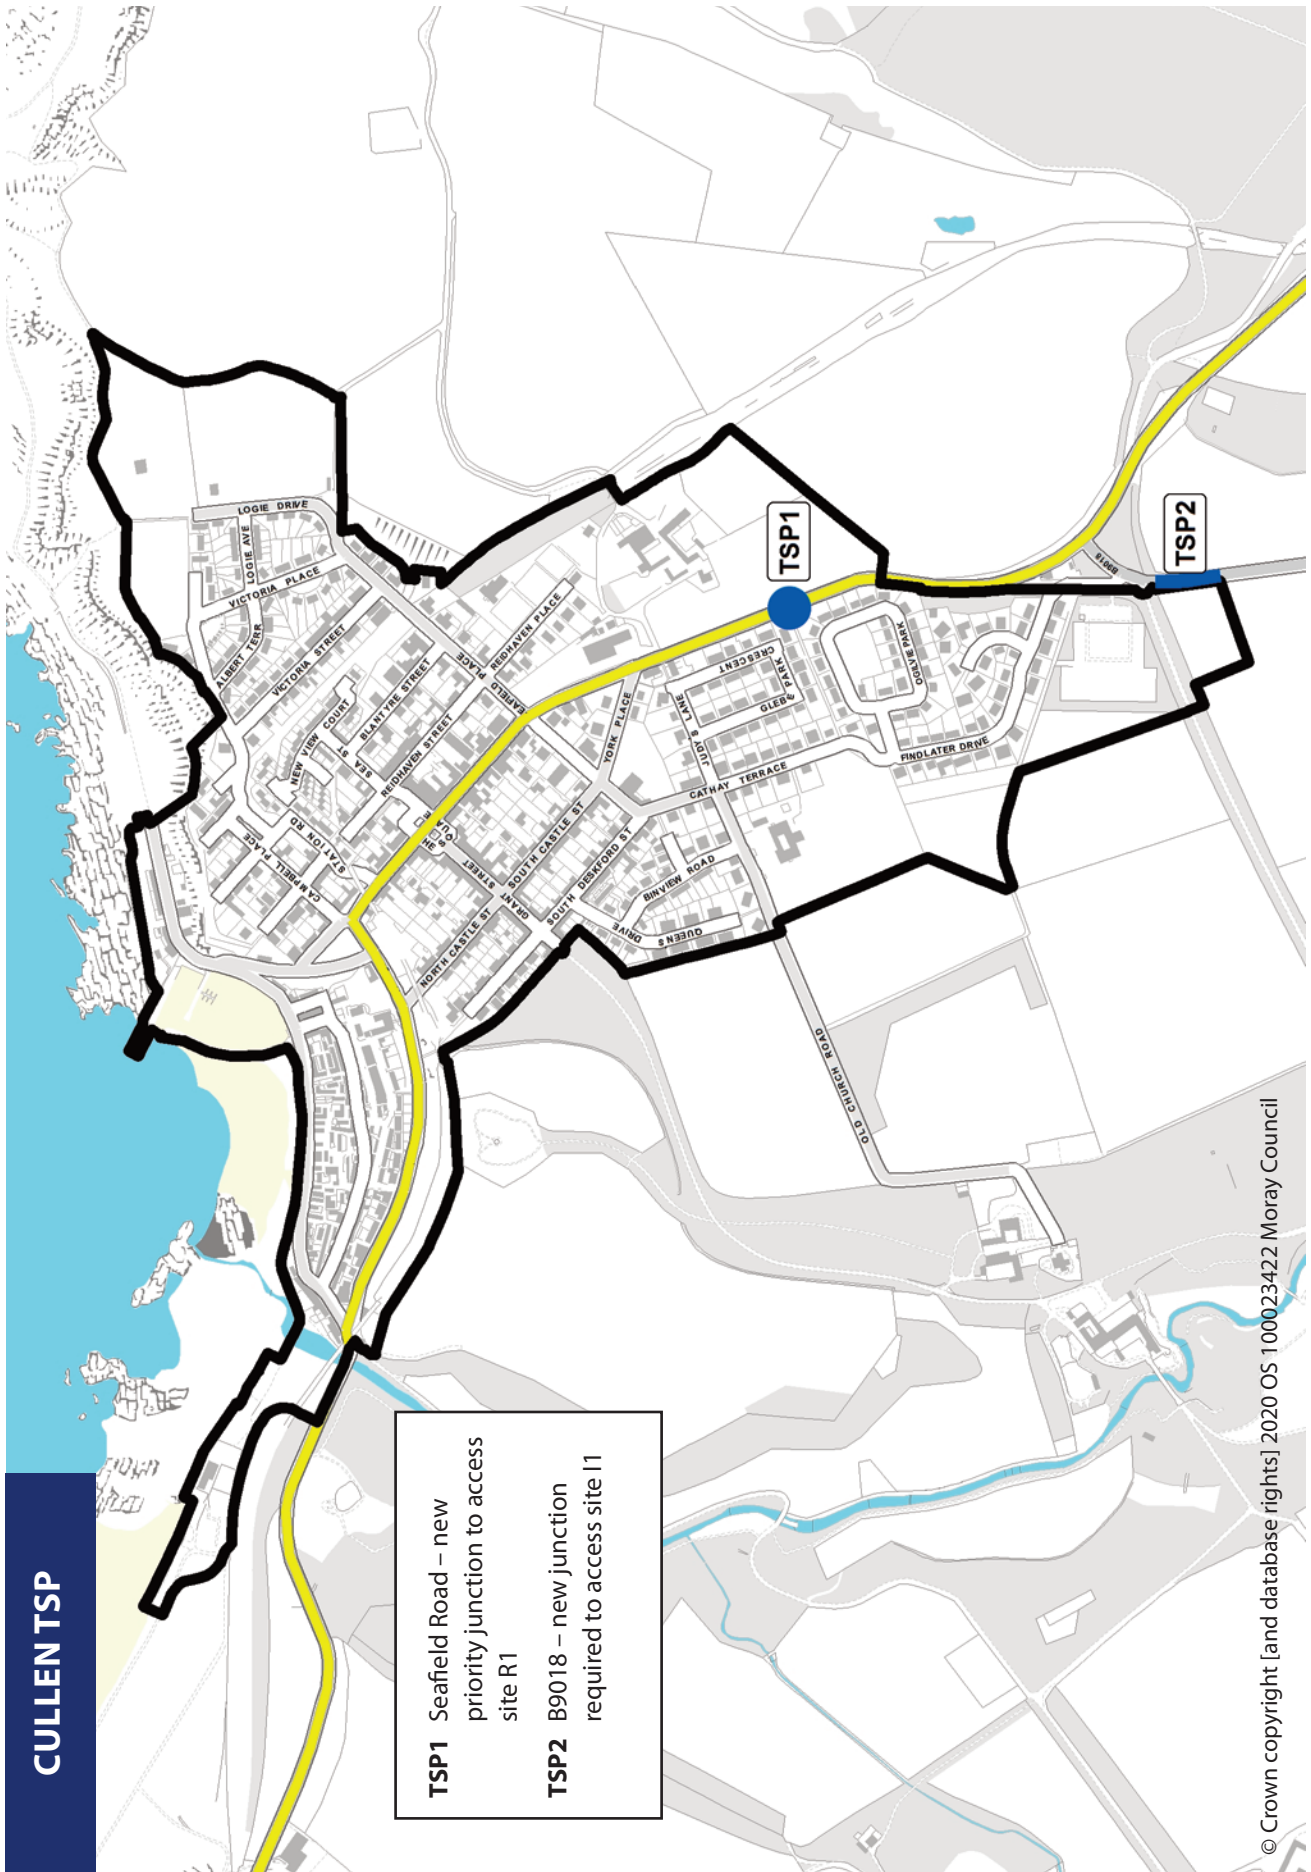 CULLEN TSP
TSP1 Seafield Road – new
priority junction to access
site R1
TSP2 B9018 – new junction
required to access site I1
TSP1
TSP2
LOGIE DRIVE
LOGIE AVE
VICTORIA PLACE
ALBERT TERR
VICTORIA STREET
NEW VIEW COURT
SEA ST
BLANTYRE STREET
REIDHAVEN STREET
EAFIELD PLACE
REIDHAVEN PLACE
CAMPBELL PLACE
STATION RD
HE SQUARE
GRANT STREET
NORTH CASTLE ST
SOUTH CASTLE ST
SOUTH DESKFORD ST
YORK PLACE
JUDY S LANE
GLEBE PARK
CRESCENT
CATHAY TERRACE
BINVIEW ROAD
QUEEN S DRIVE
OGILVIE PARK
FINDLATER DRIVE
OLD CHURCH ROAD
B9018
© Crown copyright [and database rights] 2020 OS 100023422 Moray Council